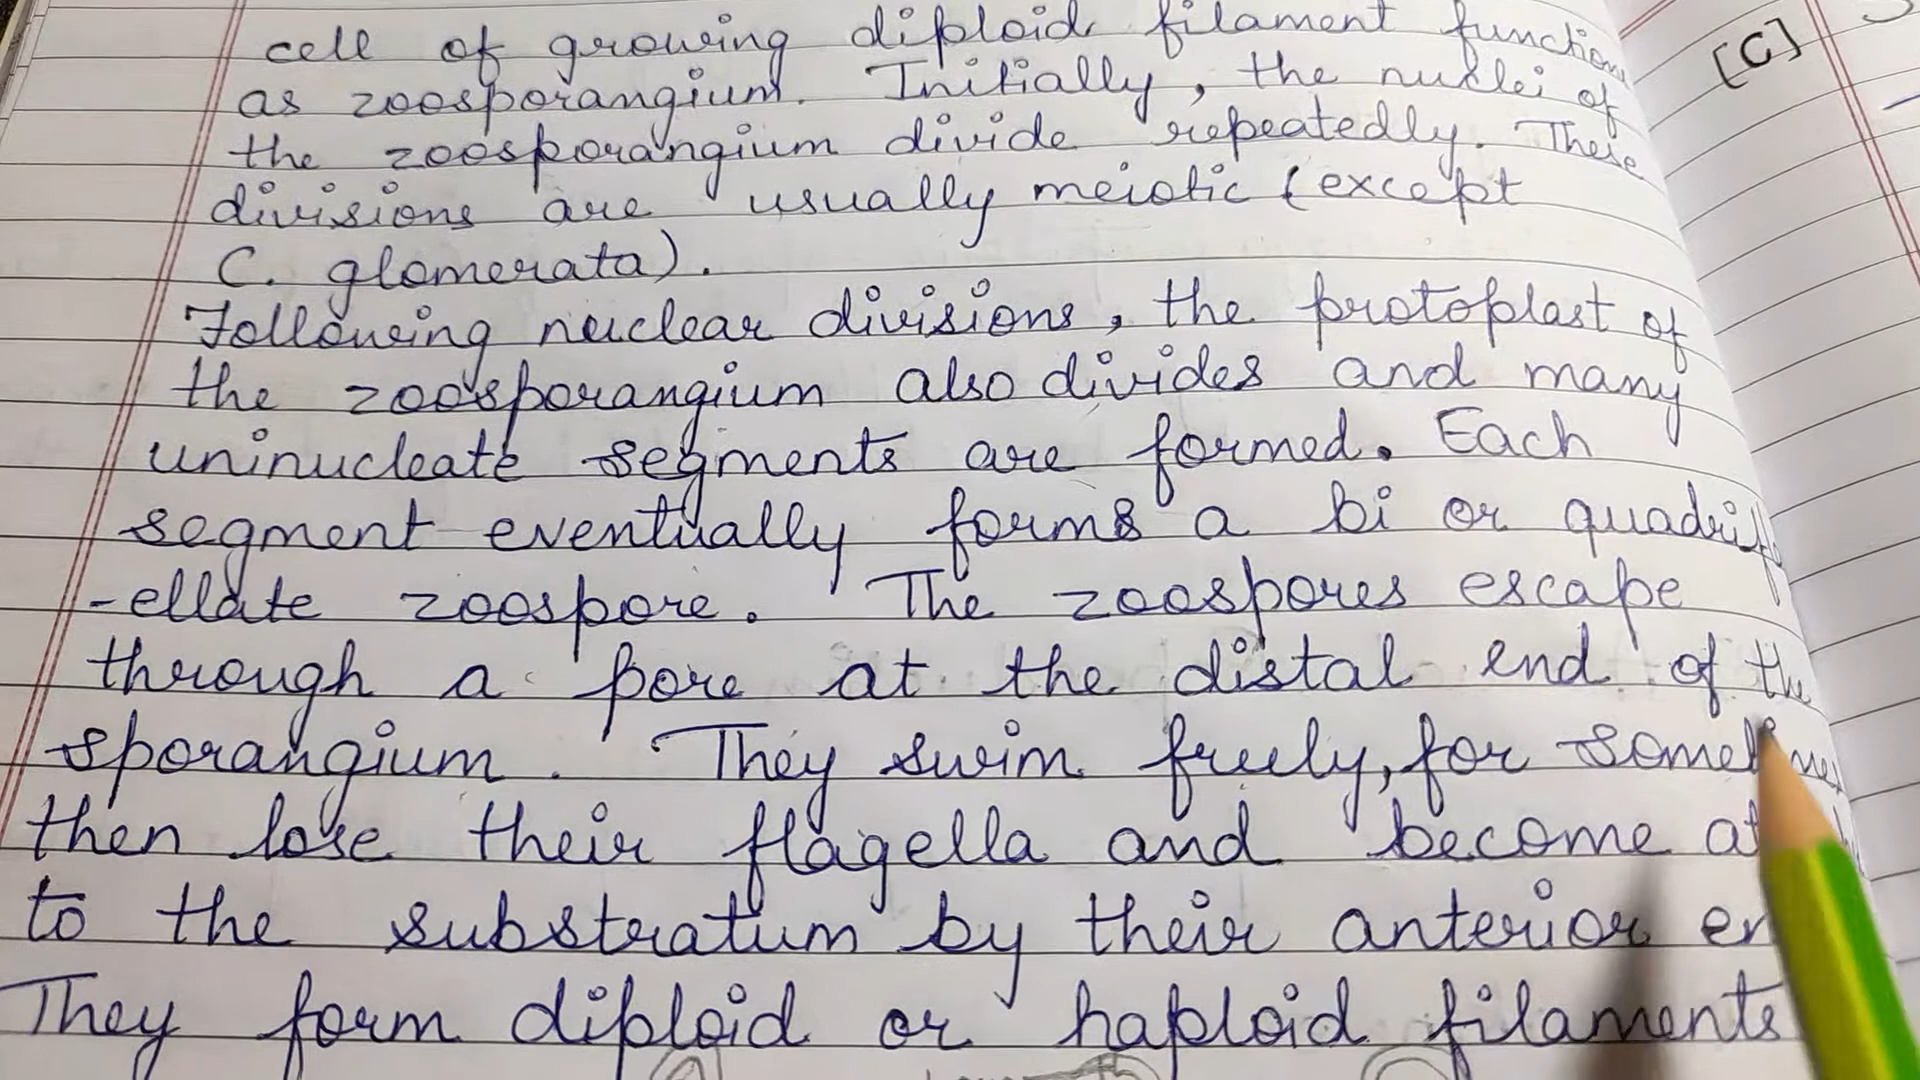 cell of growing diploid filament function
as zoosporangium. Initially, the nuclei of
the zoosporangium divide repeatedly. These
divisions are usually meiotic (except
C. glomerata).
Following nuclear divisions, the protoplast of
the zoosporangium also divides and many
uninucleate segments are formed. Each
segment eventually forms a bi or
-ellate zoospore. The zoospores escape
through a pore at the distal end of the
sporangium. They swim freely, for
then lose their flagella and become
to the substratum by their anterior
They form diploid or haploid filaments
[C]